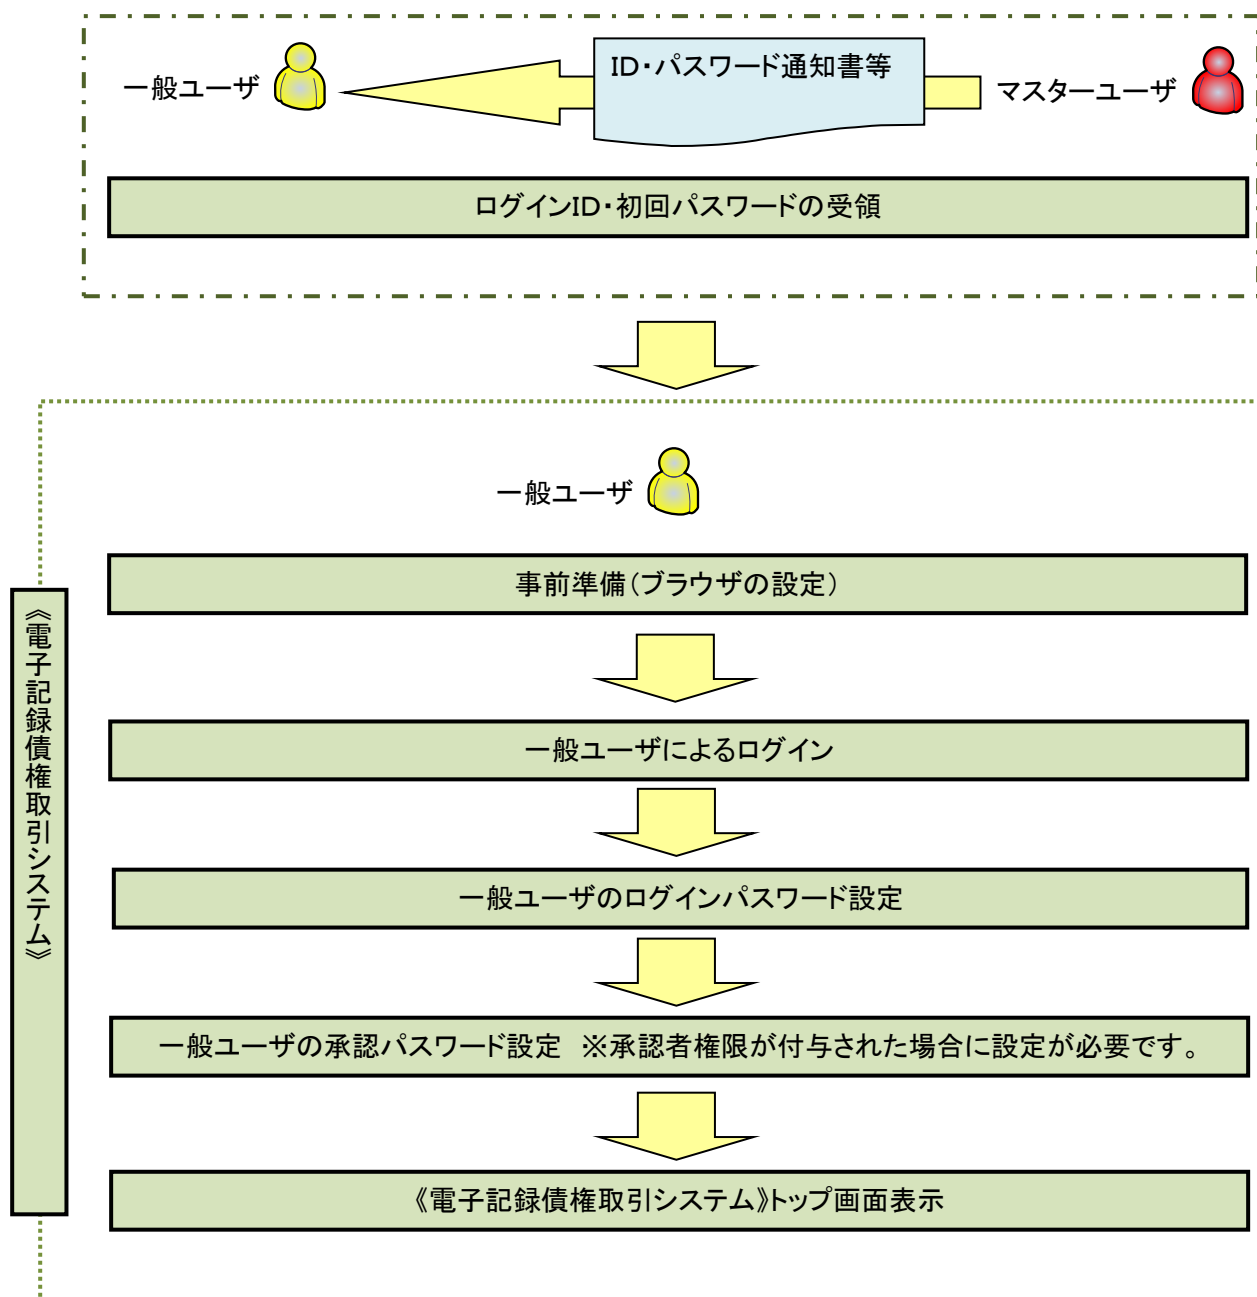 一般ユーザ
ID・パスワード通知書等
マスターユーザ
ログインID・初回パスワードの受領
一般ユーザ
《電子記録債権取引システム》
事前準備（ブラウザの設定）
一般ユーザによるログイン
一般ユーザのログインパスワード設定
一般ユーザの承認パスワード設定　※承認者権限が付与された場合に設定が必要です。
《電子記録債権取引システム》トップ画面表示